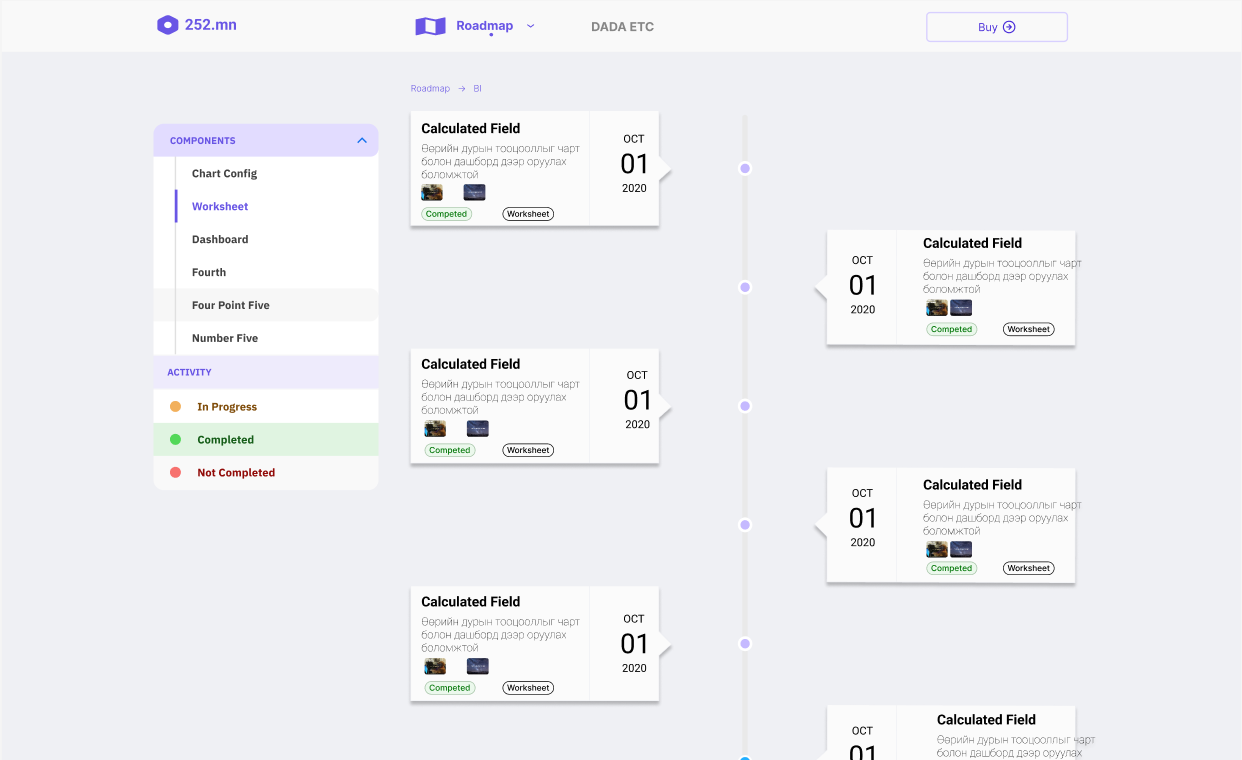 252.mn
Roadmap
DADA ETC
Buy
Roadmap → BI
COMPONENTS
Chart Config
Worksheet
Dashboard
Fourth
Four Point Five
Number Five
ACTIVITY
In Progress
Completed
Not Completed
Calculated Field
Өөрийн дурын тооцооллыг чарт
болон дашборд дээр оруулах
боломжтой
Competed
Worksheet
OCT
01
2020
OCT
01
2020
Calculated Field
Өөрийн дурын тооцооллыг чарт
болон дашборд дээр оруулах
боломжтой
Competed
Worksheet
Calculated Field
Өөрийн дурын тооцооллыг чарт
болон дашборд дээр оруулах
боломжтой
Competed
Worksheet
OCT
01
2020
OCT
01
2020
Calculated Field
Өөрийн дурын тооцооллыг чарт
болон дашборд дээр оруулах
боломжтой
Competed
Worksheet
Calculated Field
Өөрийн дурын тооцооллыг чарт
болон дашборд дээр оруулах
боломжтой
Competed
Worksheet
OCT
01
2020
OCT
01
Calculated Field
Өөрийн дурын тооцооллыг чарт
болон дашборд дээр оруулах